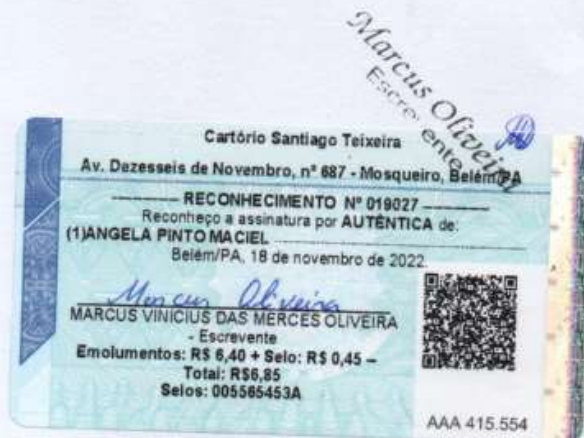 Marcus Oliveira
Escrevente
Cartório Santiago Teixeira
Av. Dezesseis de Novembro, nº 687 - Mosqueiro, Belém/PA
RECONHECIMENTO Nº 019027
Reconheço a assinatura por AUTÊNTICA de:
(1)ANGELA PINTO MACIEL
Belém/PA, 18 de novembro de 2022.
Marcus Oliveira
MARCUS VINICIUS DAS MERCES OLIVEIRA
- Escrevente
Emolumentos: R$ 6,40 + Selo: R$ 0,45 --
Total: R$6,85
Selos: 005565453A
AAA 415.554